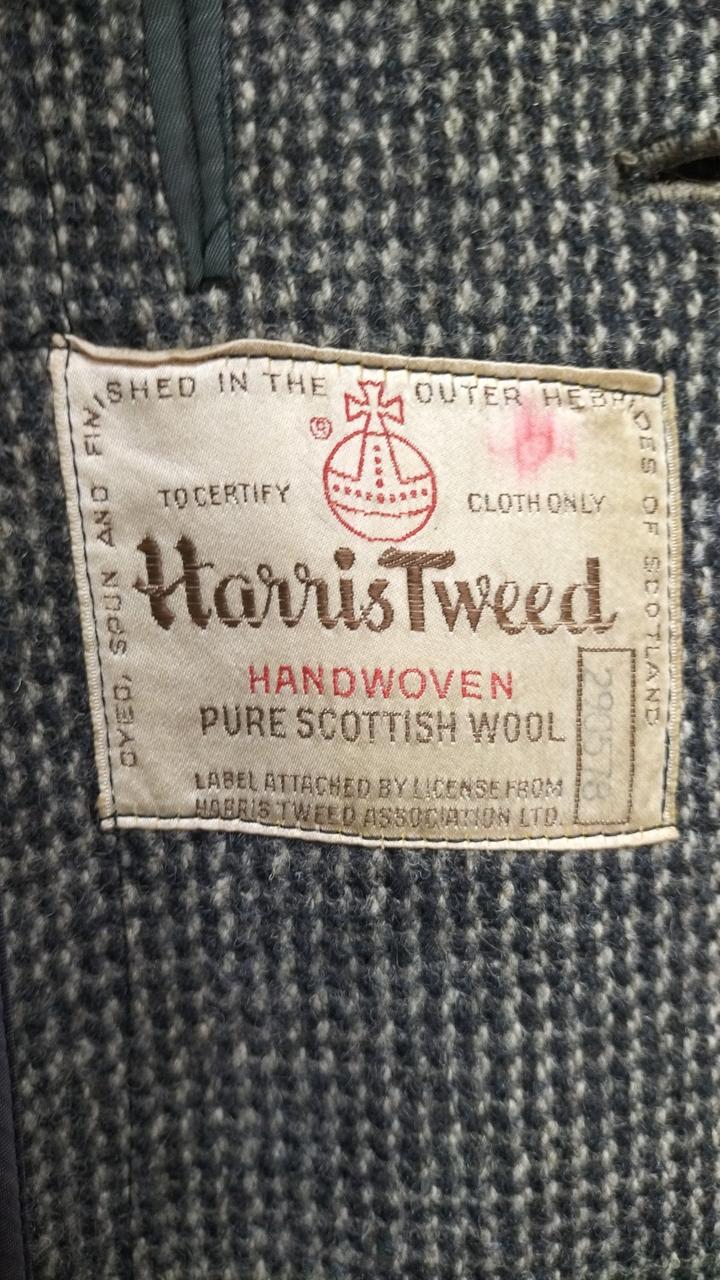 DYED, SPUN AND FINISHED IN THE OUTER HEBRIDES OF SCOTLAND
®
TO CERTIFY CLOTH ONLY
Harris Tweed
HANDWOVEN
PURE SCOTTISH WOOL
LABEL ATTACHED BY LICENSE FROM
HARRIS TWEED ASSOCIATION LTD.
290578